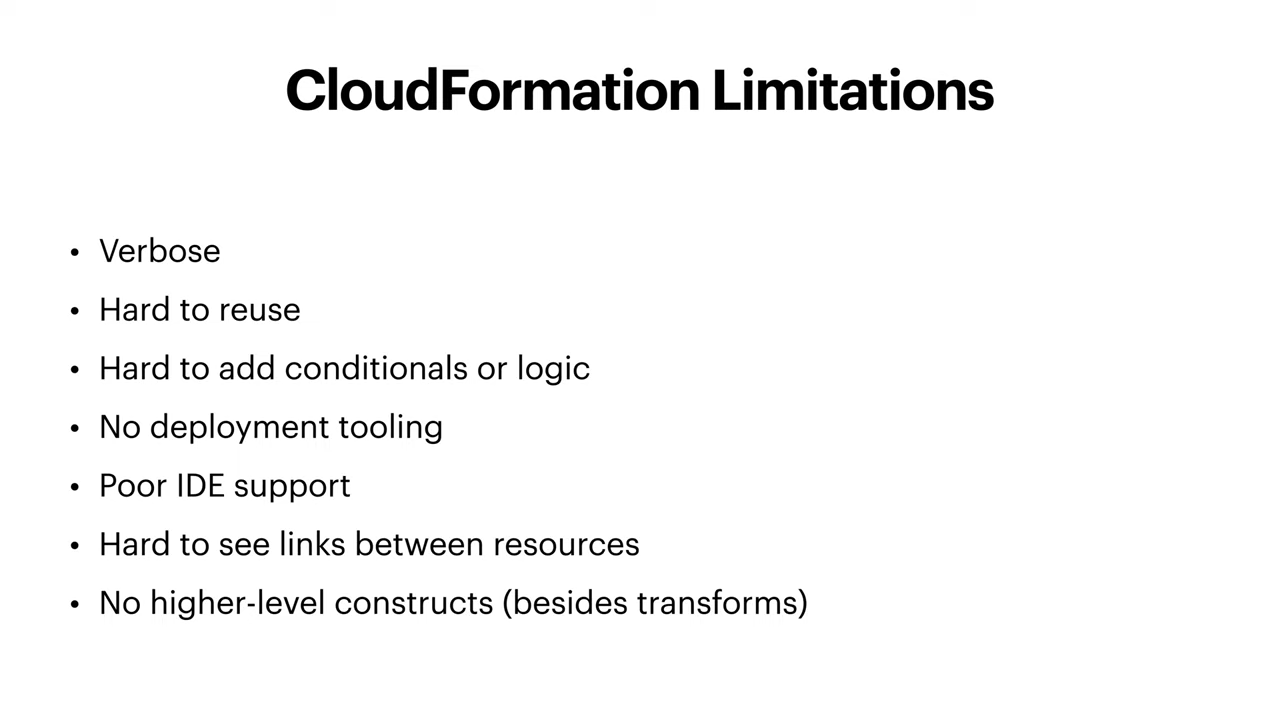 CloudFormation Limitations
• Verbose
• Hard to reuse
• Hard to add conditionals or logic
• No deployment tooling
• Poor IDE support
• Hard to see links between resources
• No higher-level constructs (besides transforms)